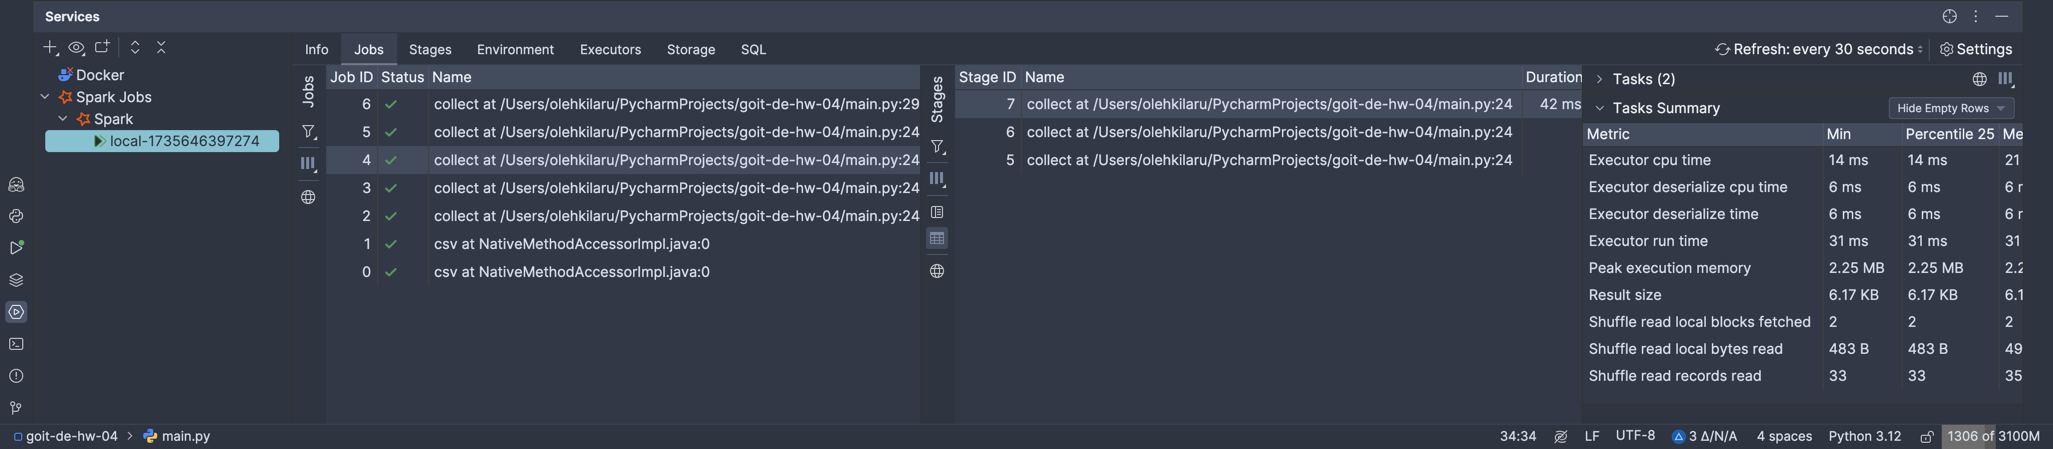 Services
Info Jobs Stages Environment Executors Storage SQL
Refresh: every 30 seconds Settings
Docker
Spark Jobs
Spark
local-1735646397274
Jobs
Job ID Status Name
6 collect at /Users/olehkilaru/PycharmProjects/goit-de-hw-04/main.py:29
5 collect at /Users/olehkilaru/PycharmProjects/goit-de-hw-04/main.py:24
4 collect at /Users/olehkilaru/PycharmProjects/goit-de-hw-04/main.py:24
3 collect at /Users/olehkilaru/PycharmProjects/goit-de-hw-04/main.py:24
2 collect at /Users/olehkilaru/PycharmProjects/goit-de-hw-04/main.py:24
1 csv at NativeMethodAccessorImpl.java:0
0 csv at NativeMethodAccessorImpl.java:0
Stages
Stage ID Name Duration
7 collect at /Users/olehkilaru/PycharmProjects/goit-de-hw-04/main.py:24 42 ms
6 collect at /Users/olehkilaru/PycharmProjects/goit-de-hw-04/main.py:24
5 collect at /Users/olehkilaru/PycharmProjects/goit-de-hw-04/main.py:24
Tasks (2)
Tasks Summary Hide Empty Rows
Metric Min Percentile 25 Me
Executor cpu time 14 ms 14 ms 21
Executor deserialize cpu time 6 ms 6 ms 6
Executor deserialize time 6 ms 6 ms 6
Executor run time 31 ms 31 ms 31
Peak execution memory 2.25 MB 2.25 MB 2.2
Result size 6.17 KB 6.17 KB 6.1
Shuffle read local blocks fetched 2 2 2
Shuffle read local bytes read 483 B 483 B 49
Shuffle read records read 33 33 35
goit-de-hw-04 > main.py
34:34 LF UTF-8 3 Δ/N/A 4 spaces Python 3.12 1306 of 3100M